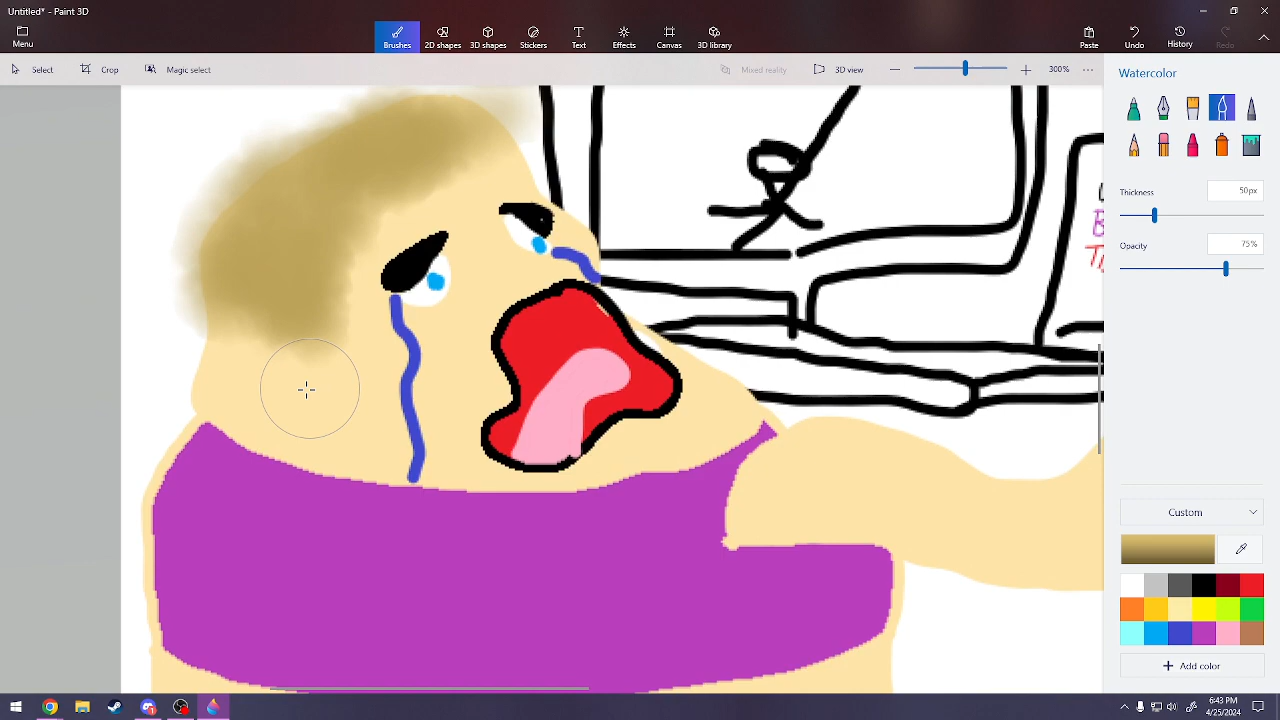 Untitled* - Paint 3D
Menu
Brushes
2D shapes
3D shapes
Stickers
Text
Effects
Canvas
3D library
Paste
Undo
History
Redo
Select
Crop
Magic select
Mixed reality
3D view
300%
Watercolor
Thickness
50px
Opacity
75%
Custom
Add color
6:43 PM
4/25/2024